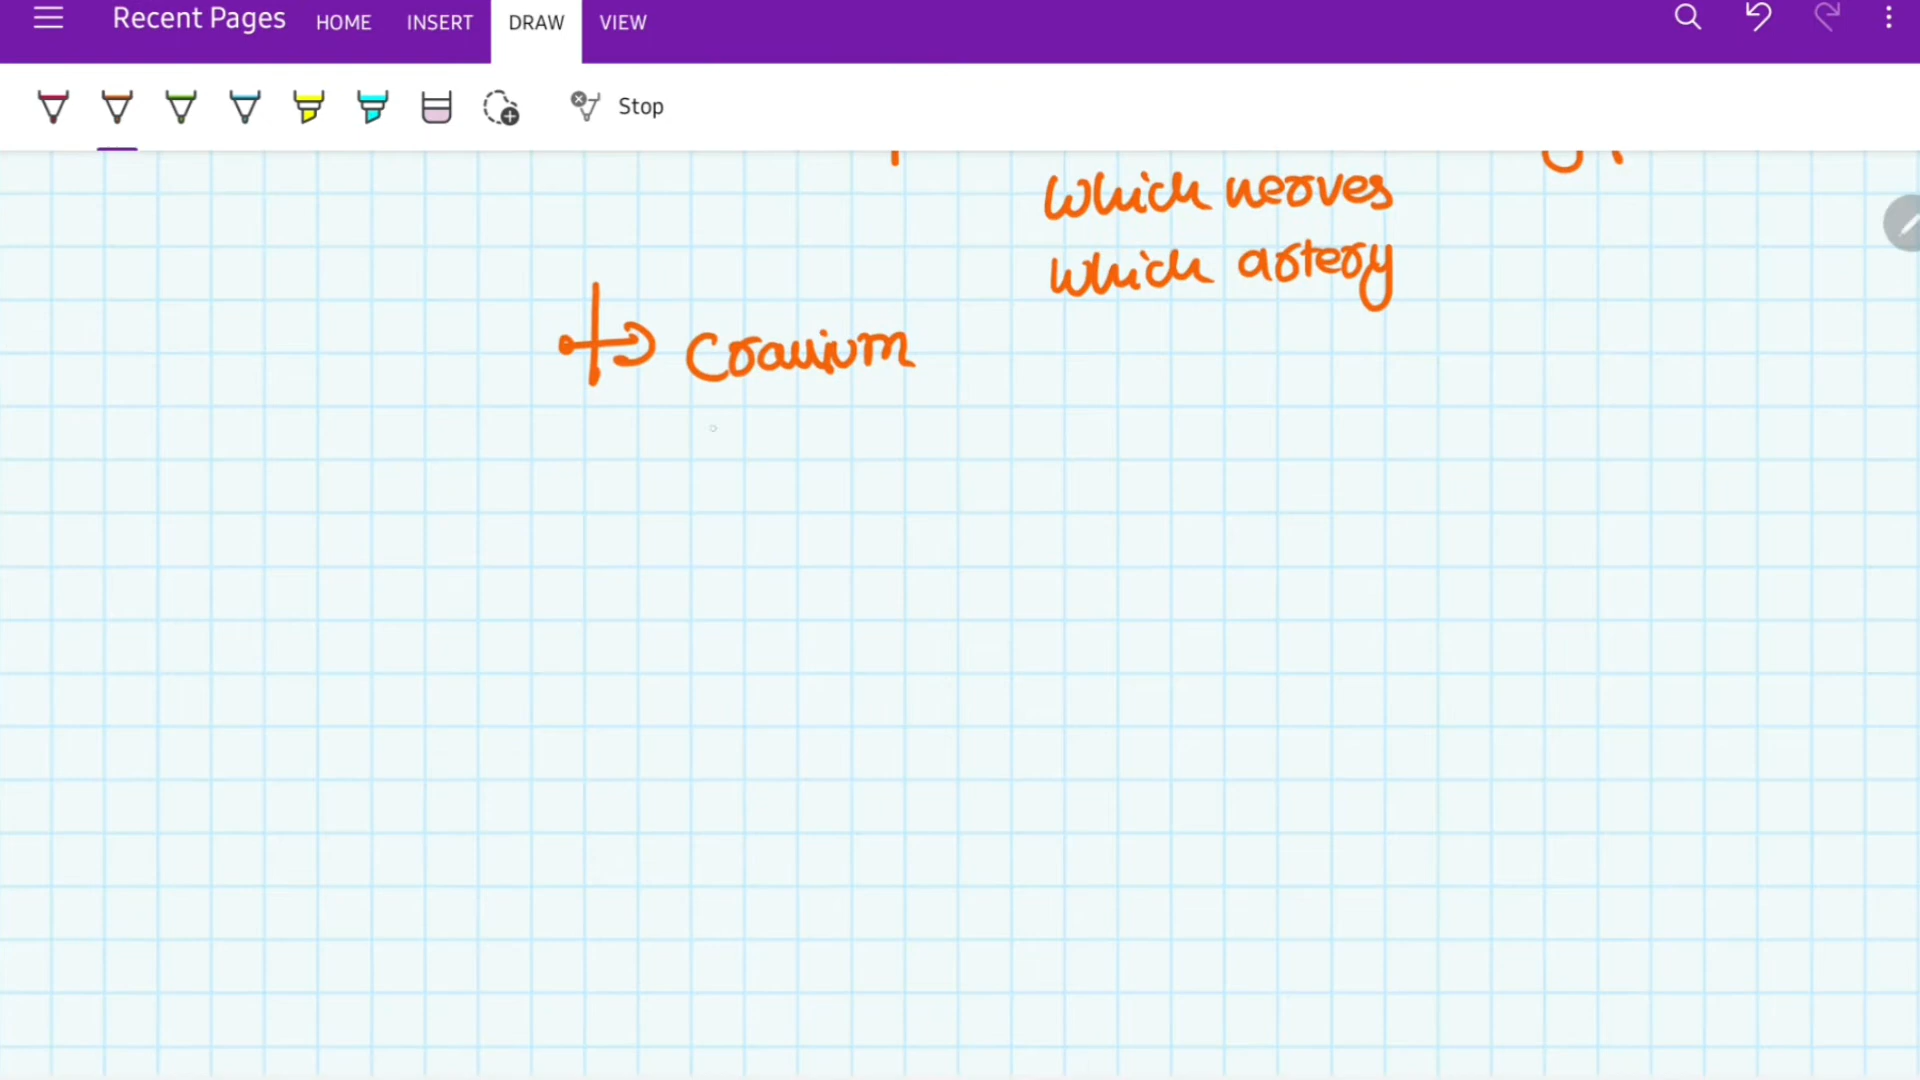 Recent Pages HOME INSERT DRAW VIEW
Stop
which nerves
which artery
Cranium